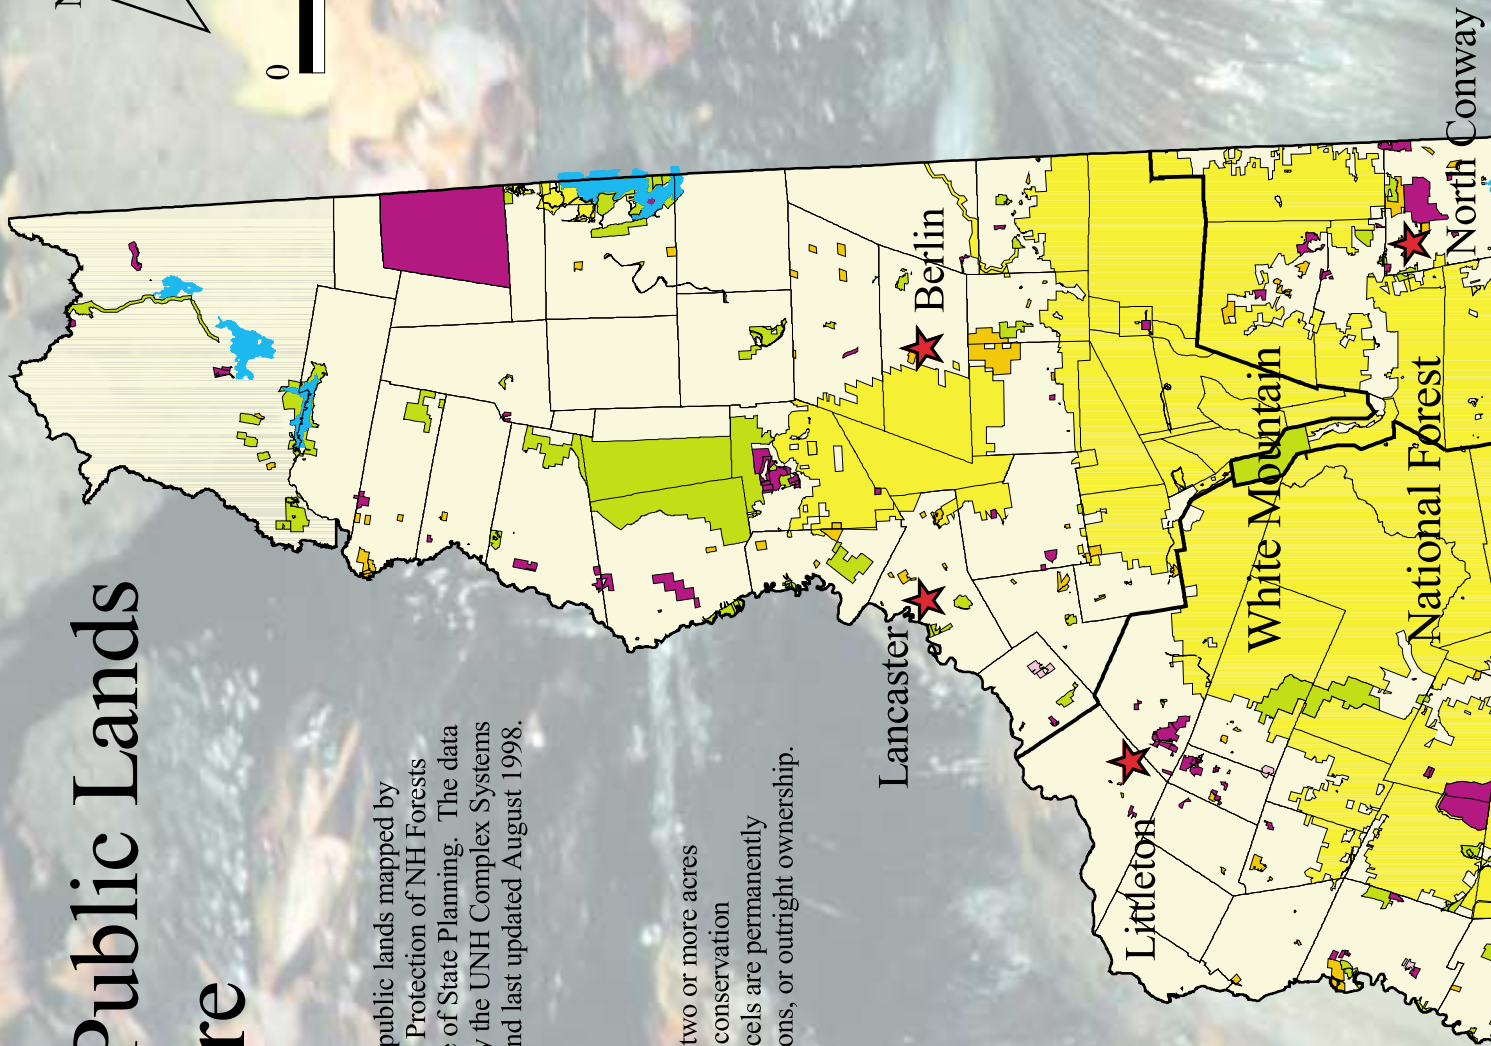 Public Lands
re
public lands mapped by
Protection of NH Forests
e of State Planning. The data
y the UNH Complex Systems
nd last updated August 1998.
two or more acres
conservation
cels are permanently
ons, or outright ownership.
N
0
Berlin
Lancaster
Littleton
White Mountain
National Forest
North Conway